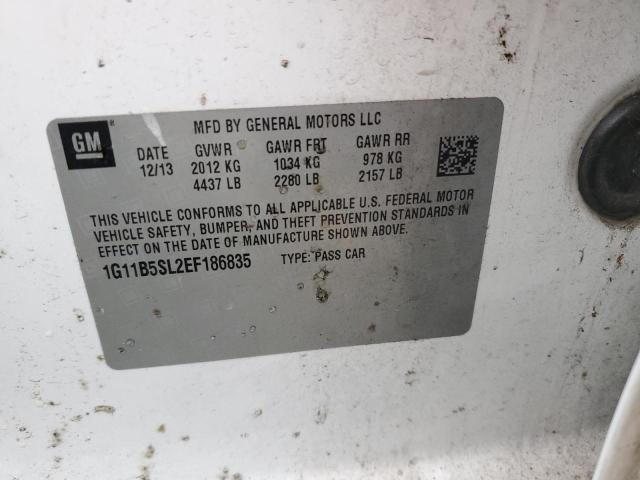 GM®
MFD BY GENERAL MOTORS LLC
DATE GVWR GAWR FRT GAWR RR
12/13 2012 KG 1034 KG 978 KG
4437 LB 2280 LB 2157 LB
THIS VEHICLE CONFORMS TO ALL APPLICABLE U.S. FEDERAL MOTOR
VEHICLE SAFETY, BUMPER, AND THEFT PREVENTION STANDARDS IN
EFFECT ON THE DATE OF MANUFACTURE SHOWN ABOVE.
1G11B5SL2EF186835 TYPE: PASS CAR